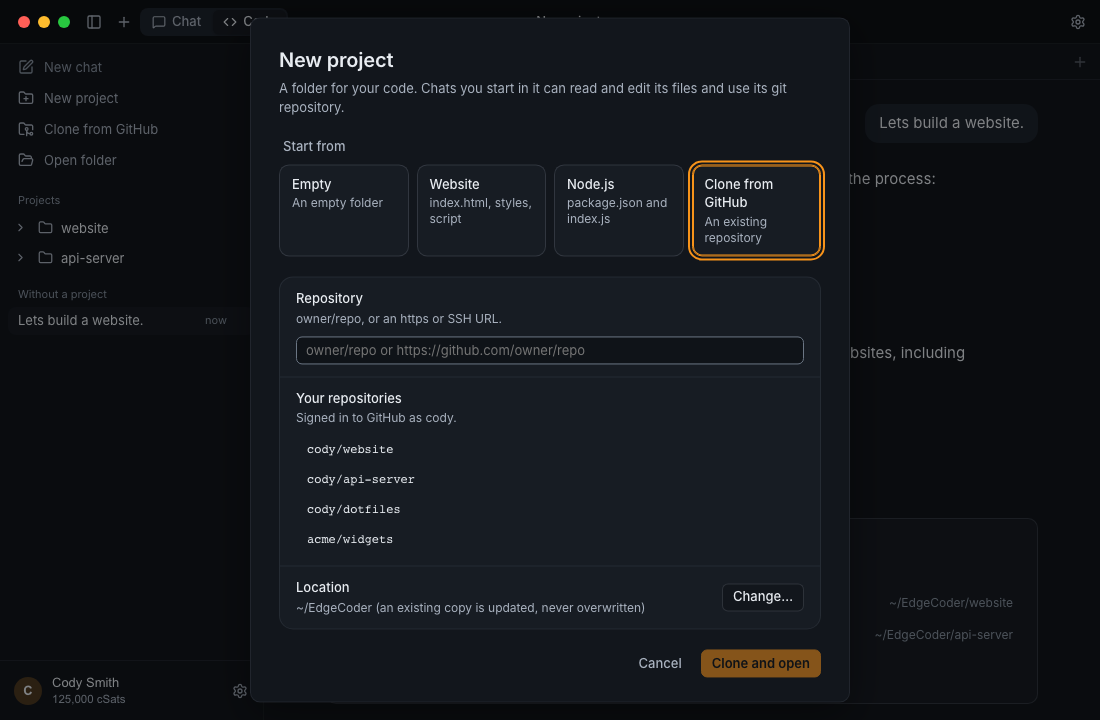 Chat
New project
A folder for your code. Chats you start in it can read and edit its files and use its git
repository.
Start from
Empty
An empty folder
Website
index.html, styles,
script
Node.js
package.json and
index.js
Clone from
GitHub
An existing
repository
Repository
owner/repo, or an https or SSH URL.
owner/repo or https://github.com/owner/repo
Your repositories
Signed in to GitHub as cody.
cody/website
cody/api-server
cody/dotfiles
acme/widgets
Location
~/EdgeCoder (an existing copy is updated, never overwritten)
Change...
Cancel
Clone and open
New chat
New project
Clone from GitHub
Open folder
Projects
website
api-server
Without a project
Lets build a website.
now
Cody Smith
125,000 cSats
C
Lets build a website.
the process:
including
~/EdgeCoder/website
~/EdgeCoder/api-server